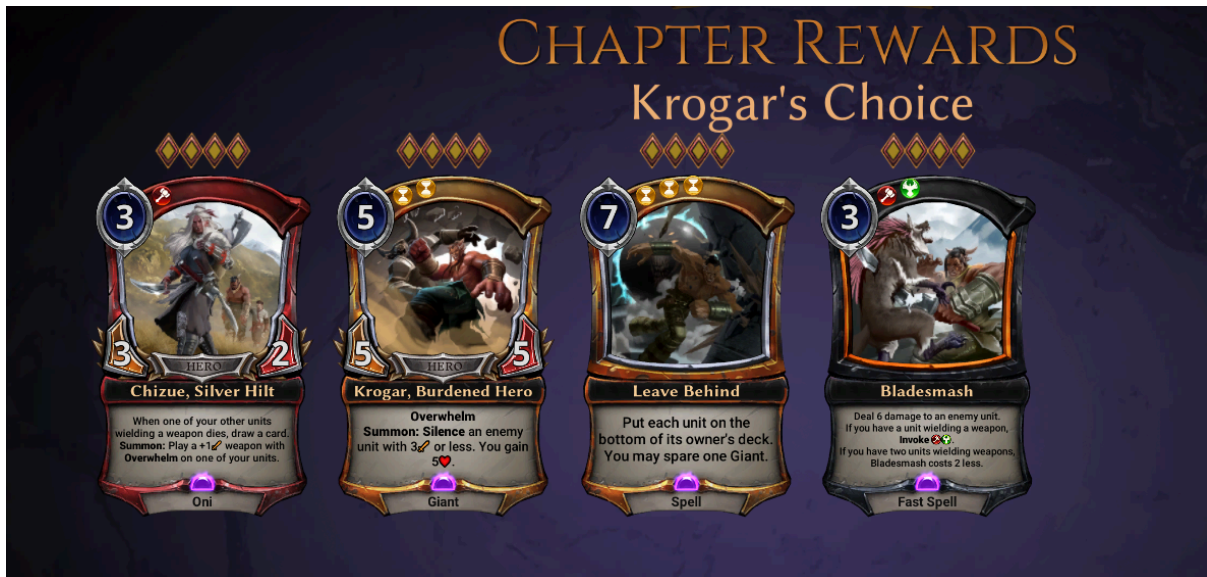 CHAPTER REWARDS
Krogar's Choice
3
3
HERO
2
Chizue, Silver Hilt
When one of your other units
wielding a weapon dies, draw a card.
Summon: Play a +1 weapon with
Overwhelm on one of your units.
Oni
5
5
HERO
5
Krogar, Burdened Hero
Overwhelm
Summon: Silence an enemy
unit with 3 or less. You gain
5.
Giant
7
Leave Behind
Put each unit on the
bottom of its owner's deck.
You may spare one Giant.
Spell
3
Bladesmash
Deal 6 damage to an enemy unit.
If you have a unit wielding a weapon,
Invoke .
If you have two units wielding weapons,
Bladesmash costs 2 less.
Fast Spell